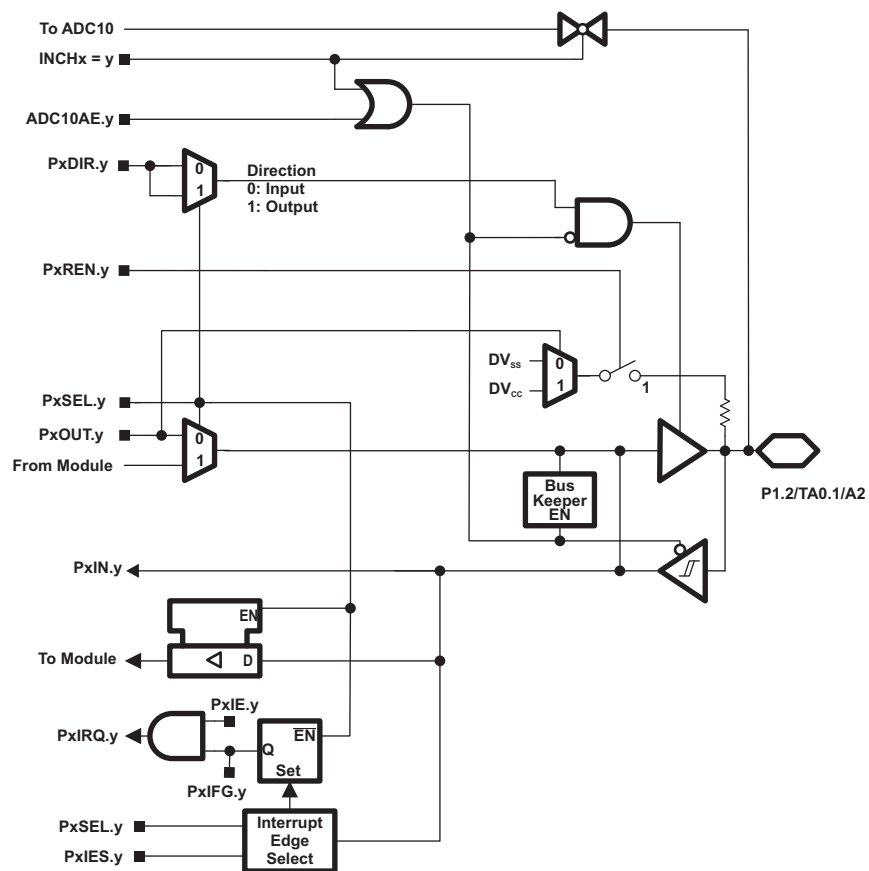 To ADC10
INCHx = y
ADC10AE.y
PxDIR.y
0
1
Direction
0: Input
1: Output
PxREN.y
DVSS
0
DVCC
1
1
PxSEL.y
PxOUT.y
0
1
From Module
Bus
Keeper
EN
P1.2/TA0.1/A2
PxIN.y
EN
To Module
D
PxIE.y
PxIRQ.y
Q
EN
Set
PxIFG.y
PxSEL.y
PxIES.y
Interrupt
Edge
Select